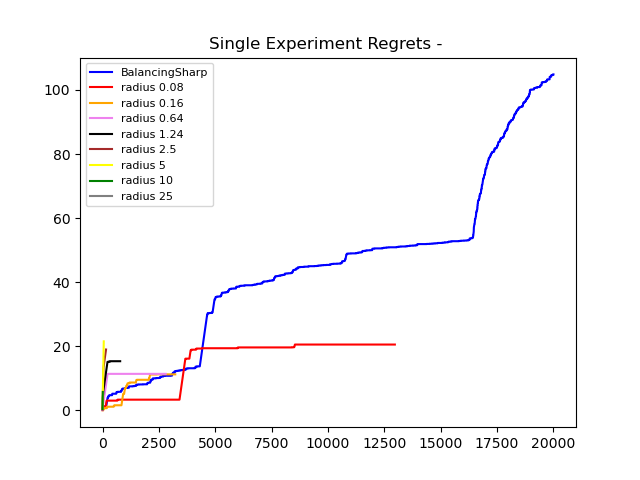 Single Experiment Regrets -
BalancingSharp
radius 0.08
radius 0.16
radius 0.64
radius 1.24
radius 2.5
radius 5
radius 10
radius 25
100
80
60
40
20
0
0 2500 5000 7500 10000 12500 15000 17500 20000